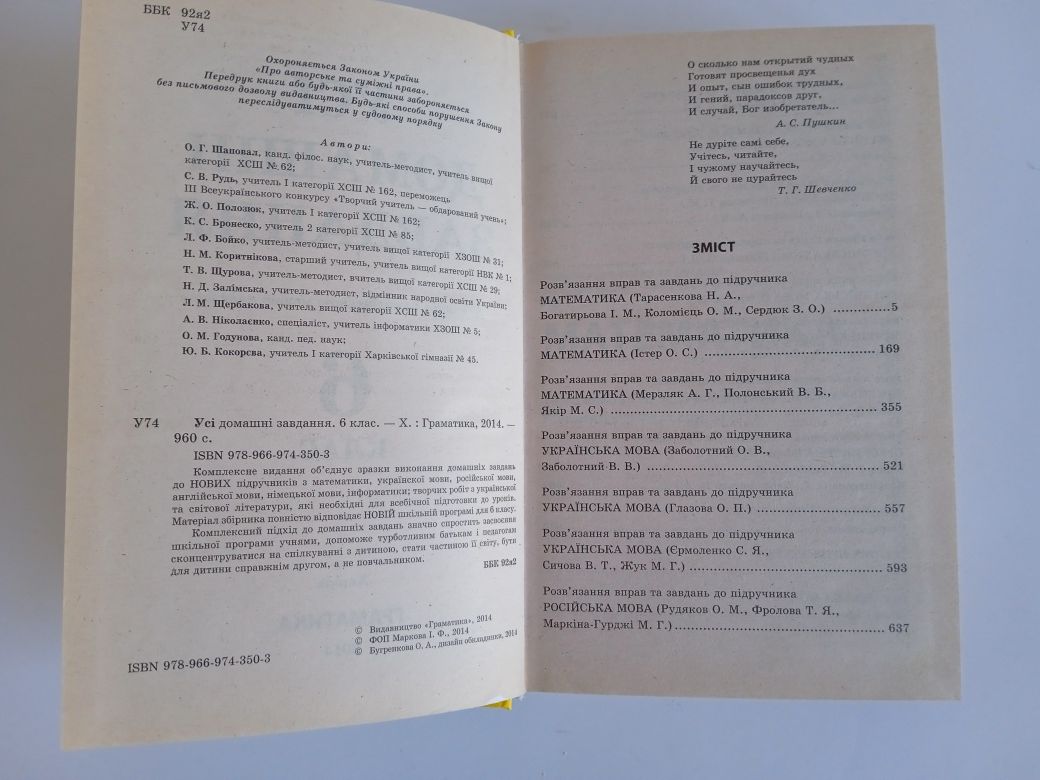 ББК 92я2
У74
Охороняється Законом України
«Про авторське та суміжні права».
Передрук книги або будь-якої її частини забороняється
без письмового дозволу видавництва. Будь-які способи порушення Закону
переслідуватимуться у судовому порядку
Автори:
О. Г. Шаповал, канд. філос. наук, учитель-методист, учитель вищої
категорії ХСШ № 62;
С. В. Рудь, учитель І категорії ХСШ № 162, переможець
ІІІ Всеукраїнського конкурсу «Творчий учитель — обдарований учень»;
Ж. О. Полозюк, учитель І категорії ХСШ № 162;
К. С. Бронеско, учитель 2 категорії ХСШ № 85;
Л. Ф. Бойко, учитель-методист, учитель вищої категорії ХЗОШ № 31;
Н. М. Коритнікова, старший учитель, учитель вищої категорії НВК № 1;
Т. В. Щурова, учитель-методист, вчитель вищої категорії ХСШ № 29;
Н. Д. Залімська, учитель-методист, відмінник народної освіти України;
Л. М. Щербакова, учитель вищої категорії ХСШ № 62;
А. В. Ніколаєнко, спеціаліст, учитель інформатики ХЗОШ № 5;
О. М. Годунова, канд. пед. наук;
Ю. Б. Кокорєва, учитель І категорії Харківської гімназії № 45.
У74 Усі домашні завдання. 6 клас. — Х. : Граматика, 2014. —
960 с.
ISBN 978-966-974-350-3
Комплексне видання об'єднує зразки виконання домашніх завдань
до НОВИХ підручників з математики, української мови, російської мови,
англійської мови, німецької мови, інформатики; творчих робіт з української
та світової літератури, які необхідні для всебічної підготовки до уроків.
Матеріал збірника повністю відповідає НОВІЙ шкільній програмі для 6 класу.
Комплексний підхід до домашніх завдань значно спростить засвоєння
шкільної програми учнями, допоможе турботливим батькам і педагогам
сконцентруватися на спілкуванні з дитиною, стати частиною її світу, бути
для дитини справжнім другом, а не повчальником.
ББК 92я2
© Видавництво «Граматика», 2014
© ФОП Маркова І. Ф., 2014
© Бугренкова О. А., дизайн обкладинки, 2014
ISBN 978-966-974-350-3
О сколько нам открытий чудных
Готовят просвещенья дух
И опыт, сын ошибок трудных,
И гений, парадоксов друг,
И случай, Бог изобретатель...
А. С. Пушкин
Не дуріте самі себе,
Учітесь, читайте,
І чужому научайтесь,
Й свого не цурайтесь
Т. Г. Шевченко
ЗМІСТ
Розв'язання вправ та завдань до підручника
МАТЕМАТИКА (Тарасенкова Н. А.,
Богатирьова І. М., Коломієць О. М., Сердюк З. О.) ..............5
Розв'язання вправ та завдань до підручника
МАТЕМАТИКА (Істер О. С.) ........................................... 169
Розв'язання вправ та завдань до підручника
МАТЕМАТИКА (Мерзляк А. Г., Полонський В. Б.,
Якір М. С.) ................................................................ 355
Розв'язання вправ та завдань до підручника
УКРАЇНСЬКА МОВА (Заболотний О. В.,
Заболотний В. В.) ....................................................... 521
Розв'язання вправ та завдань до підручника
УКРАЇНСЬКА МОВА (Глазова О. П.) .............................. 557
Розв'язання вправ та завдань до підручника
УКРАЇНСЬКА МОВА (Єрмоленко С. Я.,
Сичова В. Т., Жук М. Г.) ............................................... 593
Розв'язання вправ та завдань до підручника
РОСІЙСЬКА МОВА (Рудяков О. М., Фролова Т. Я.,
Маркіна-Гурджі М. Г.).................................................. 637